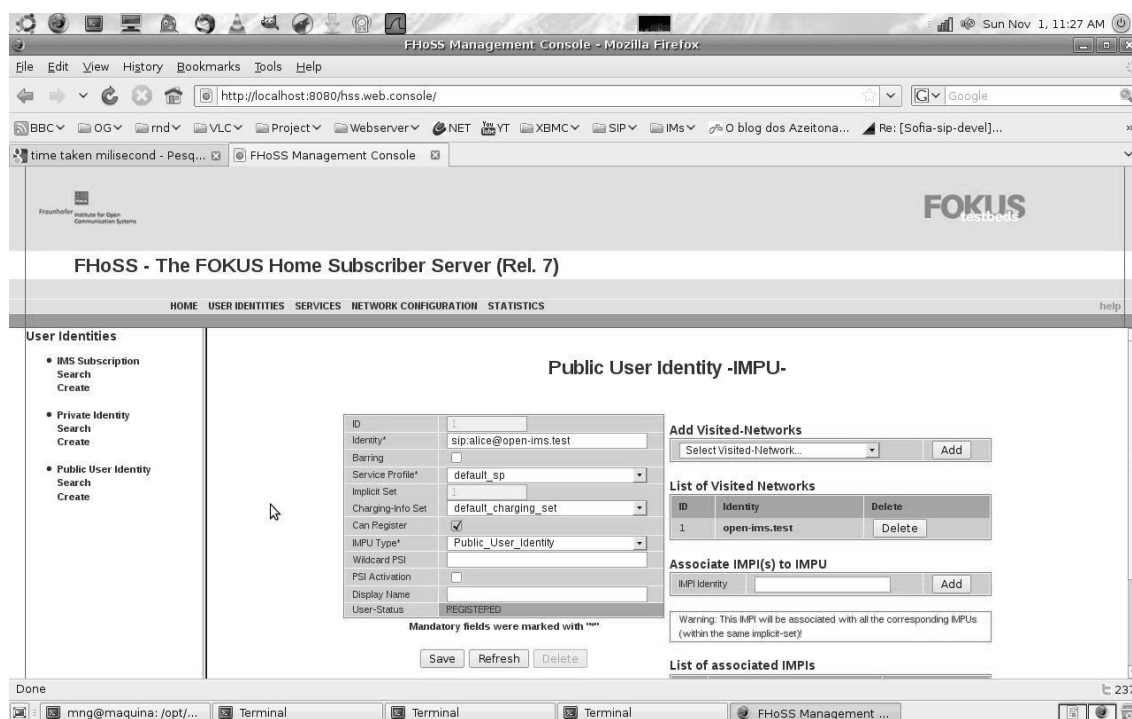 Sun Nov 1, 11:27 AM
FHoSS Management Console - Mozilla Firefox
File Edit View History Bookmarks Tools Help
http://localhost:8080/hss.web.console/
G Google
BBC OG rnd VLC Project Webserver NET YT XBMC SIP IMs O blog dos Azeitona... Re: [Sofia-sip-devel]...
time taken milisecond - Pesq... FHoSS Management Console
Fraunhofer Institute for Open
Communication Systems
FOKUS
testbeds
FHoSS - The FOKUS Home Subscriber Server (Rel. 7)
HOME USER IDENTITIES SERVICES NETWORK CONFIGURATION STATISTICS help
User Identities
IMS Subscription
Search
Create
Private Identity
Search
Create
Public User Identity
Search
Create
Public User Identity -IMPU-
ID 1
Identity* sip:alice@open-ims.test
Barring
Service Profile* default_sp
Implicit Set 1
Charging-Info Set default_charging_set
Can Register
IMPU Type* Public_User_Identity
Wildcard PSI
PSI Activation
Display Name
User-Status REGISTERED
Mandatory fields were marked with "*"
Save Refresh Delete
Add Visited-Networks
Select Visited-Network... Add
List of Visited Networks
ID Identity Delete
1 open-ims.test Delete
Associate IMPI(s) to IMPU
IMPI Identity Add
Warning: This IMPI will be associated with all the corresponding IMPUs
(within the same implicit-set)!
List of associated IMPIs
Done 237
mng@maquina: /opt/... Terminal Terminal Terminal FHoSS Management ...